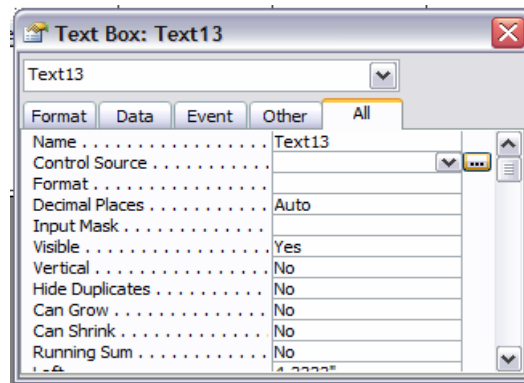 Text Box: Text13
Text13
Format Data Event Other All
Name . . . . . . . . . . . . . . . . . Text13
Control Source . . . . . . . . . . .
Format . . . . . . . . . . . . . . . .
Decimal Places . . . . . . . . . . . Auto
Input Mask . . . . . . . . . . . . .
Visible . . . . . . . . . . . . . . . . . Yes
Vertical . . . . . . . . . . . . . . . . No
Hide Duplicates . . . . . . . . . . No
Can Grow . . . . . . . . . . . . . . No
Can Shrink . . . . . . . . . . . . . . No
Running Sum . . . . . . . . . . . . No